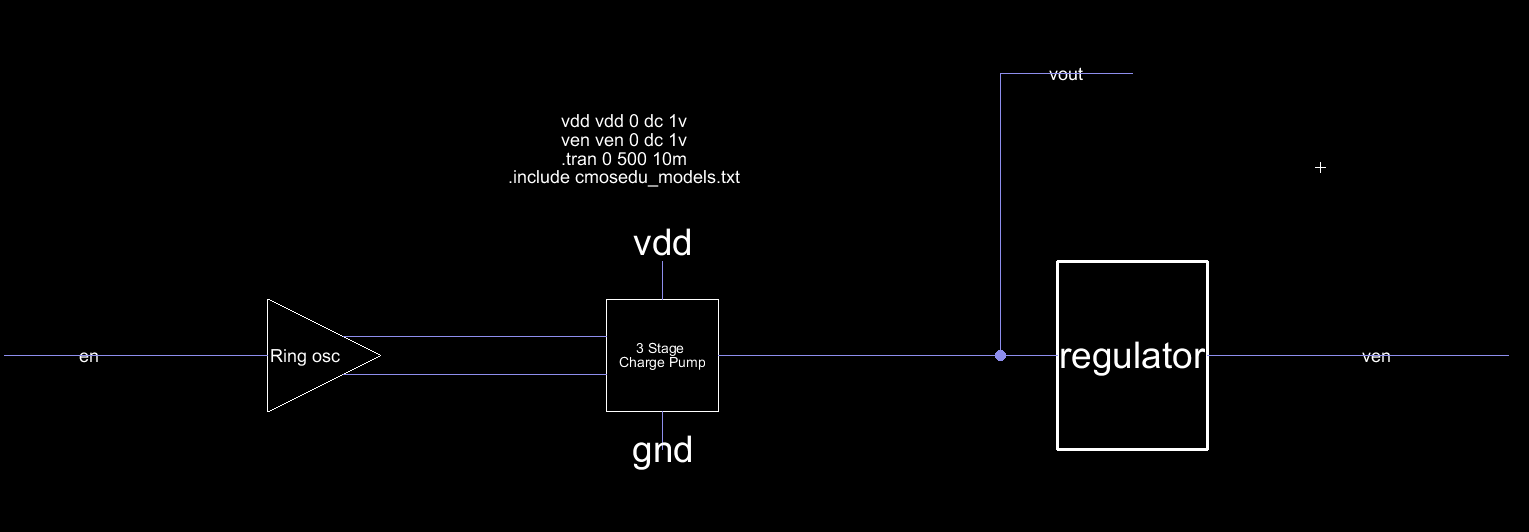 vout
vdd vdd 0 dc 1v
ven ven 0 dc 1v
.tran 0 500 10m
.include cmosedu_models.txt
vdd
en
Ring osc
3 Stage
Charge Pump
regulator
ven
gnd